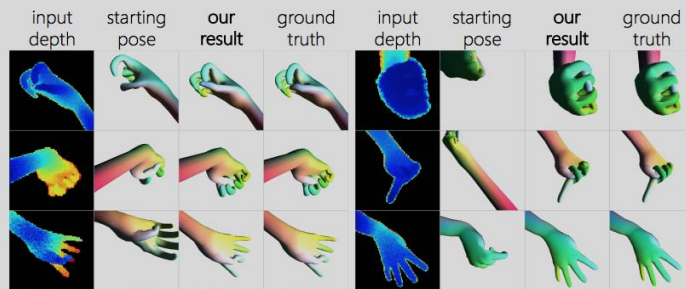 input starting our ground input starting our ground
depth pose result truth depth pose result truth